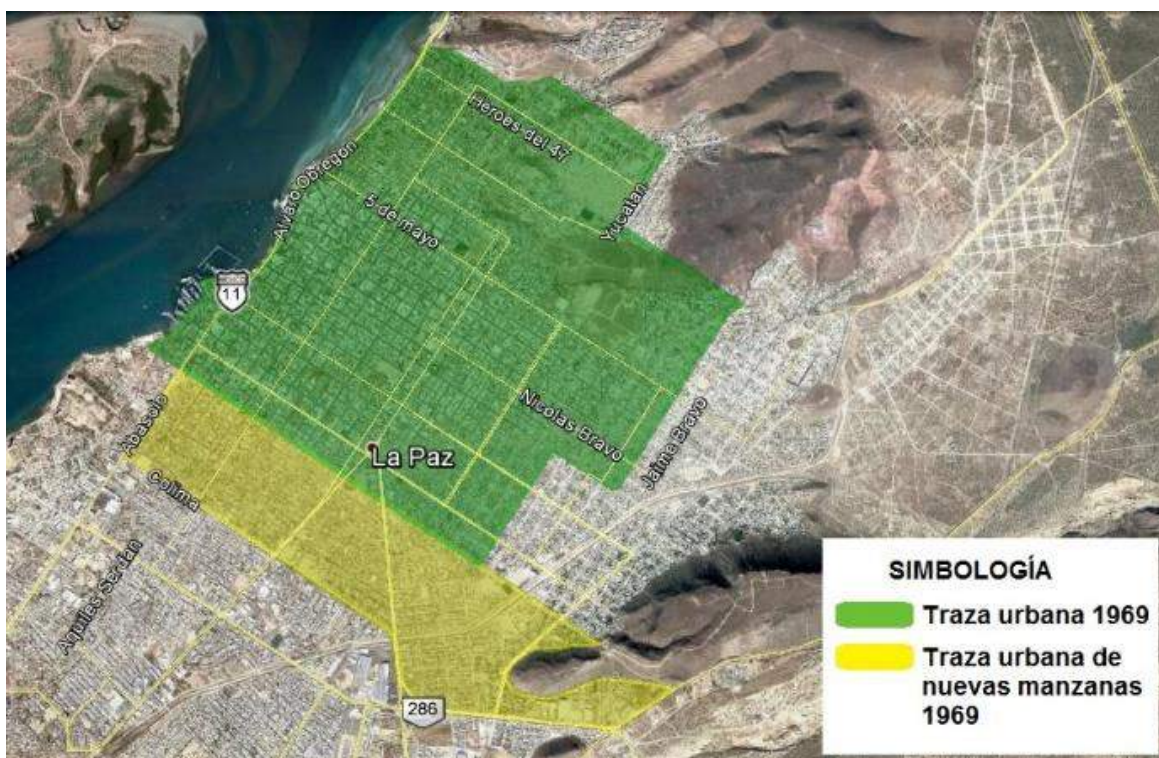 Heroes del 47
Alvaro Obregon
Yucatan
5 de mayo
11
Nicolas Bravo
Abasolo
Jaime Bravo
La Paz
Colima
Aquiles Serdan
286
SIMBOLOGÍA
Traza urbana 1969
Traza urbana de
nuevas manzanas
1969